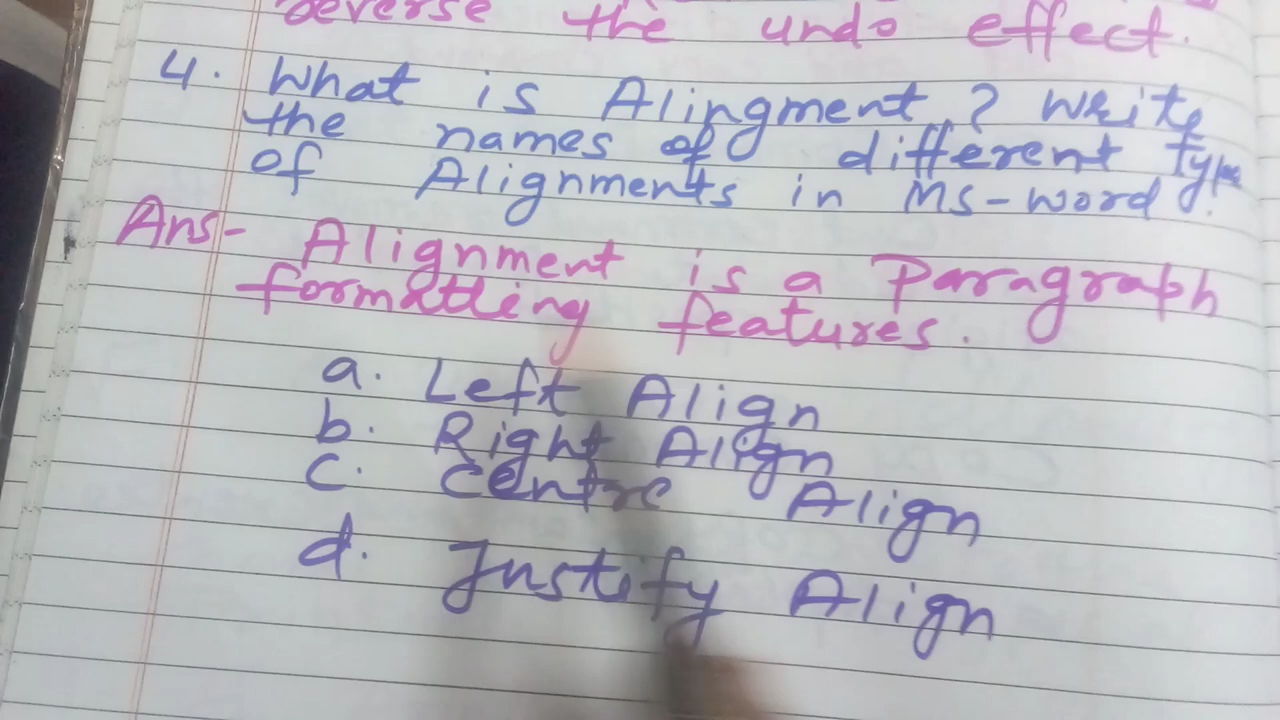 the undo effect.
4. What is Alingment? Write
the names of different type
of Alignments in MS-Word?
Ans- Alignment is a Paragraph
formatting features.
a. Left Align
b. Right Align
c. Centre Align
d. Justify Align